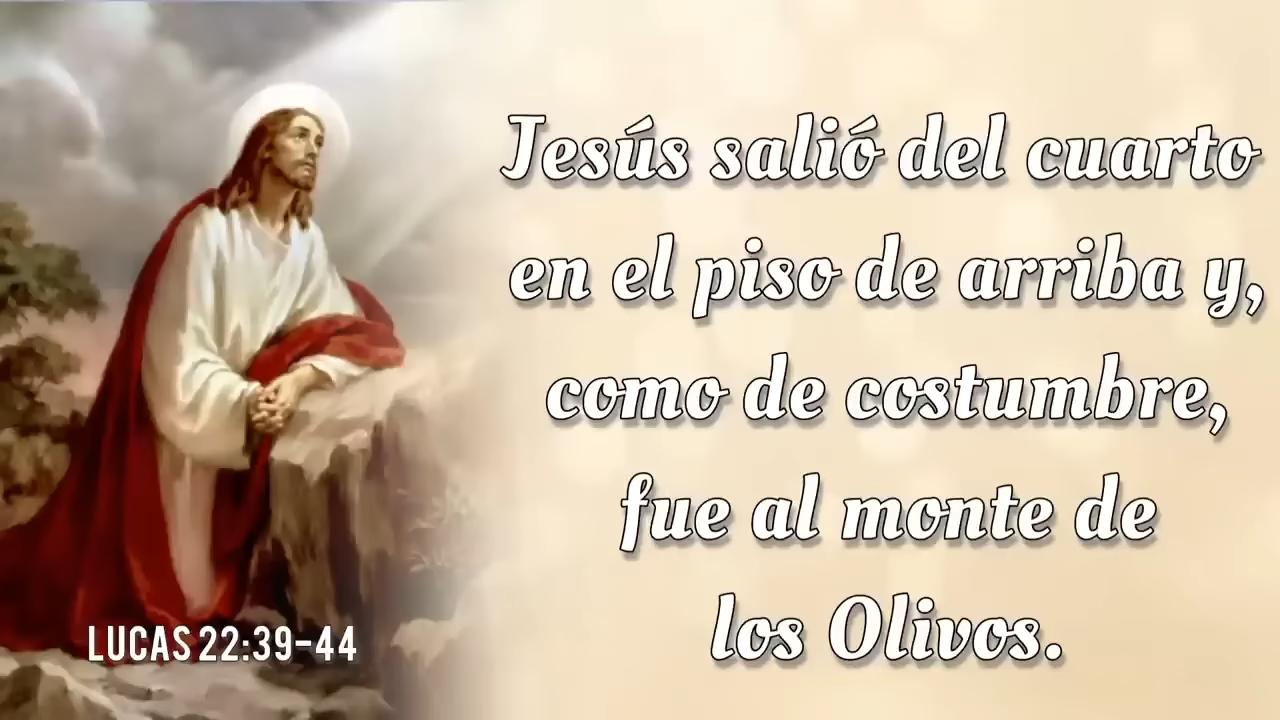 Jesús salió del cuarto
en el piso de arriba y,
como de costumbre,
fue al monte de
los Olivos.
LUCAS 22:39-44